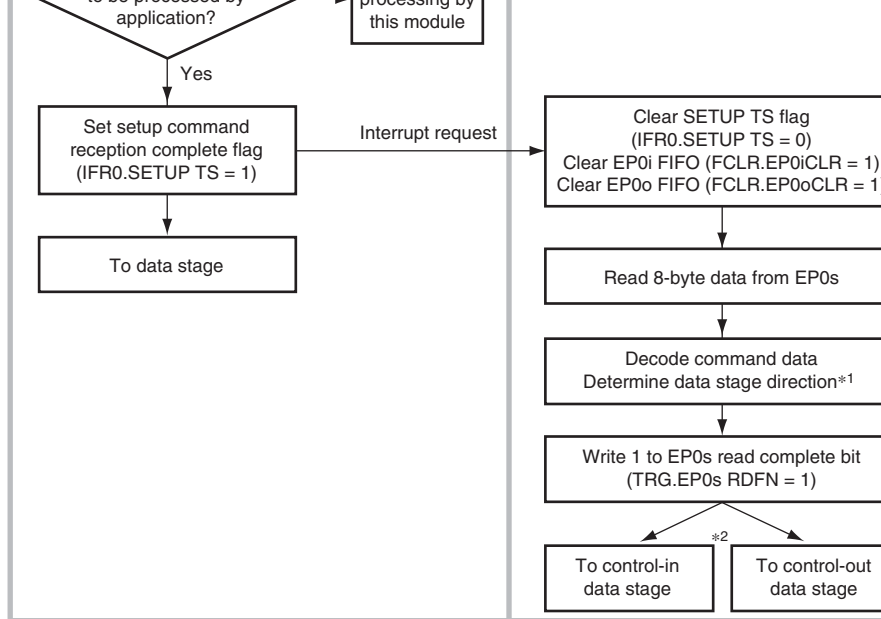 to be processed by
application?
processing by
this module
Yes
Set setup command
reception complete flag
(IFR0.SETUP TS = 1)
Interrupt request
To data stage
Clear SETUP TS flag
(IFR0.SETUP TS = 0)
Clear EP0i FIFO (FCLR.EP0iCLR = 1)
Clear EP0o FIFO (FCLR.EP0oCLR = 1)
Read 8-byte data from EP0s
Decode command data
Determine data stage direction*1
Write 1 to EP0s read complete bit
(TRG.EP0s RDFN = 1)
*2
To control-in
data stage
To control-out
data stage